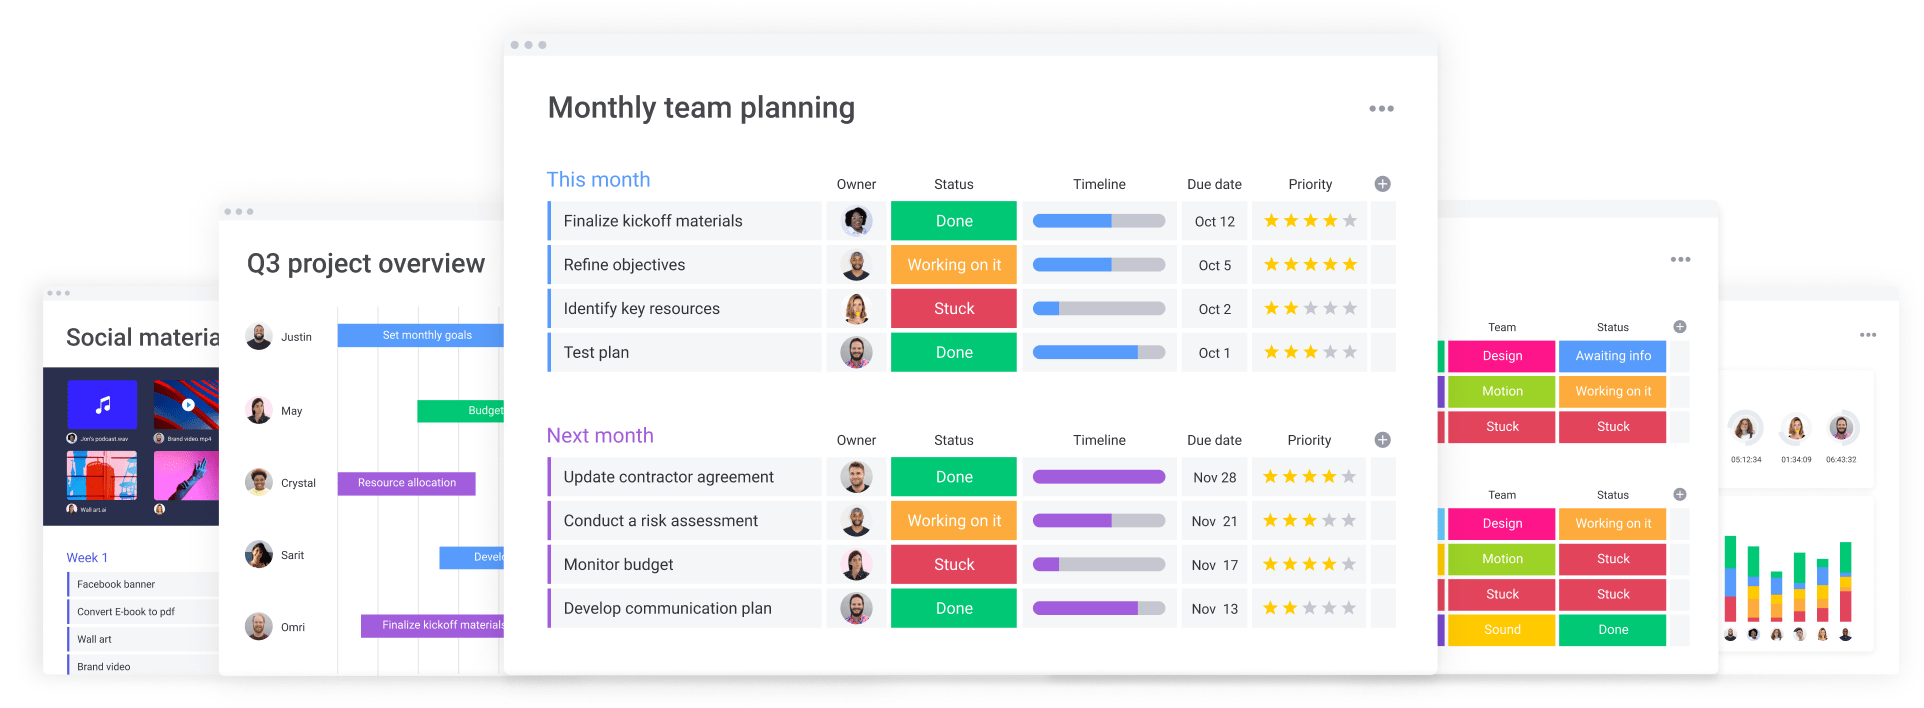 Monthly team planning
This month
Owner Status Timeline Due date Priority
Finalize kickoff materials Done Oct 12
Refine objectives Working on it Oct 5
Identify key resources Stuck Oct 2
Test plan Done Oct 1
Next month
Owner Status Timeline Due date Priority
Update contractor agreement Done Nov 28
Conduct a risk assessment Working on it Nov 21
Monitor budget Stuck Nov 17
Develop communication plan Done Nov 13
Q3 project overview
Justin Set monthly goals
May Budget
Crystal Resource allocation
Sarit Develo
Omri Finalize kickoff materials
Social materia
Jon's podcast.wav Brand video.mp4
Wall art.ai
Week 1
Facebook banner
Convert E-book to pdf
Wall art
Brand video
Team Status
Design Awaiting info
Motion Working on it
Stuck Stuck
Team Status
Design Working on it
Motion Stuck
Stuck Stuck
Sound Done
05:12:34 01:34:09 06:43:32